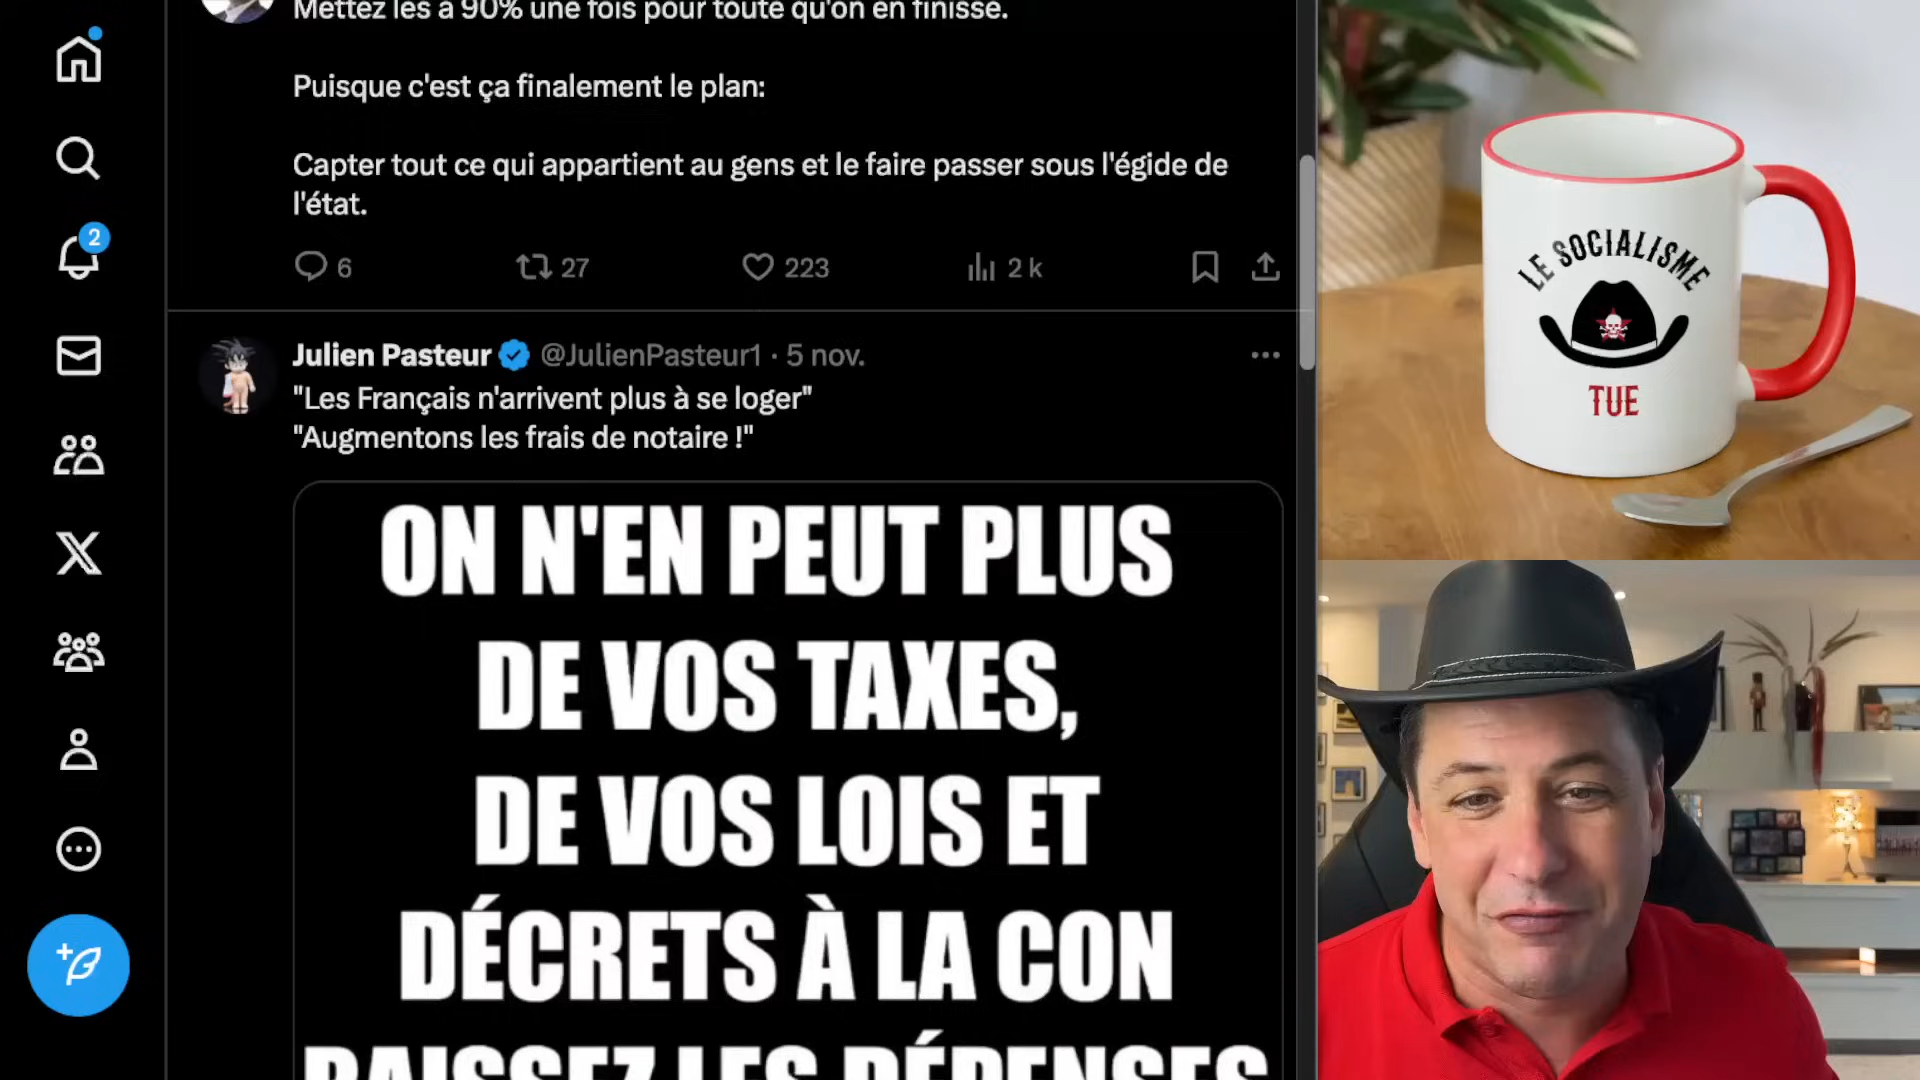 Mettez les à 90% une fois pour toute qu'on en finisse.
Puisque c'est ça finalement le plan:
Capter tout ce qui appartient au gens et le faire passer sous l'égide de
l'état.
6 27 223 2 k
2
Julien Pasteur @JulienPasteur1 · 5 nov.
"Les Français n'arrivent plus à se loger"
"Augmentons les frais de notaire !"
ON N'EN PEUT PLUS
DE VOS TAXES,
DE VOS LOIS ET
DÉCRETS À LA CON
BAISSEZ LES DÉPENSES
LE SOCIALISME
TUE